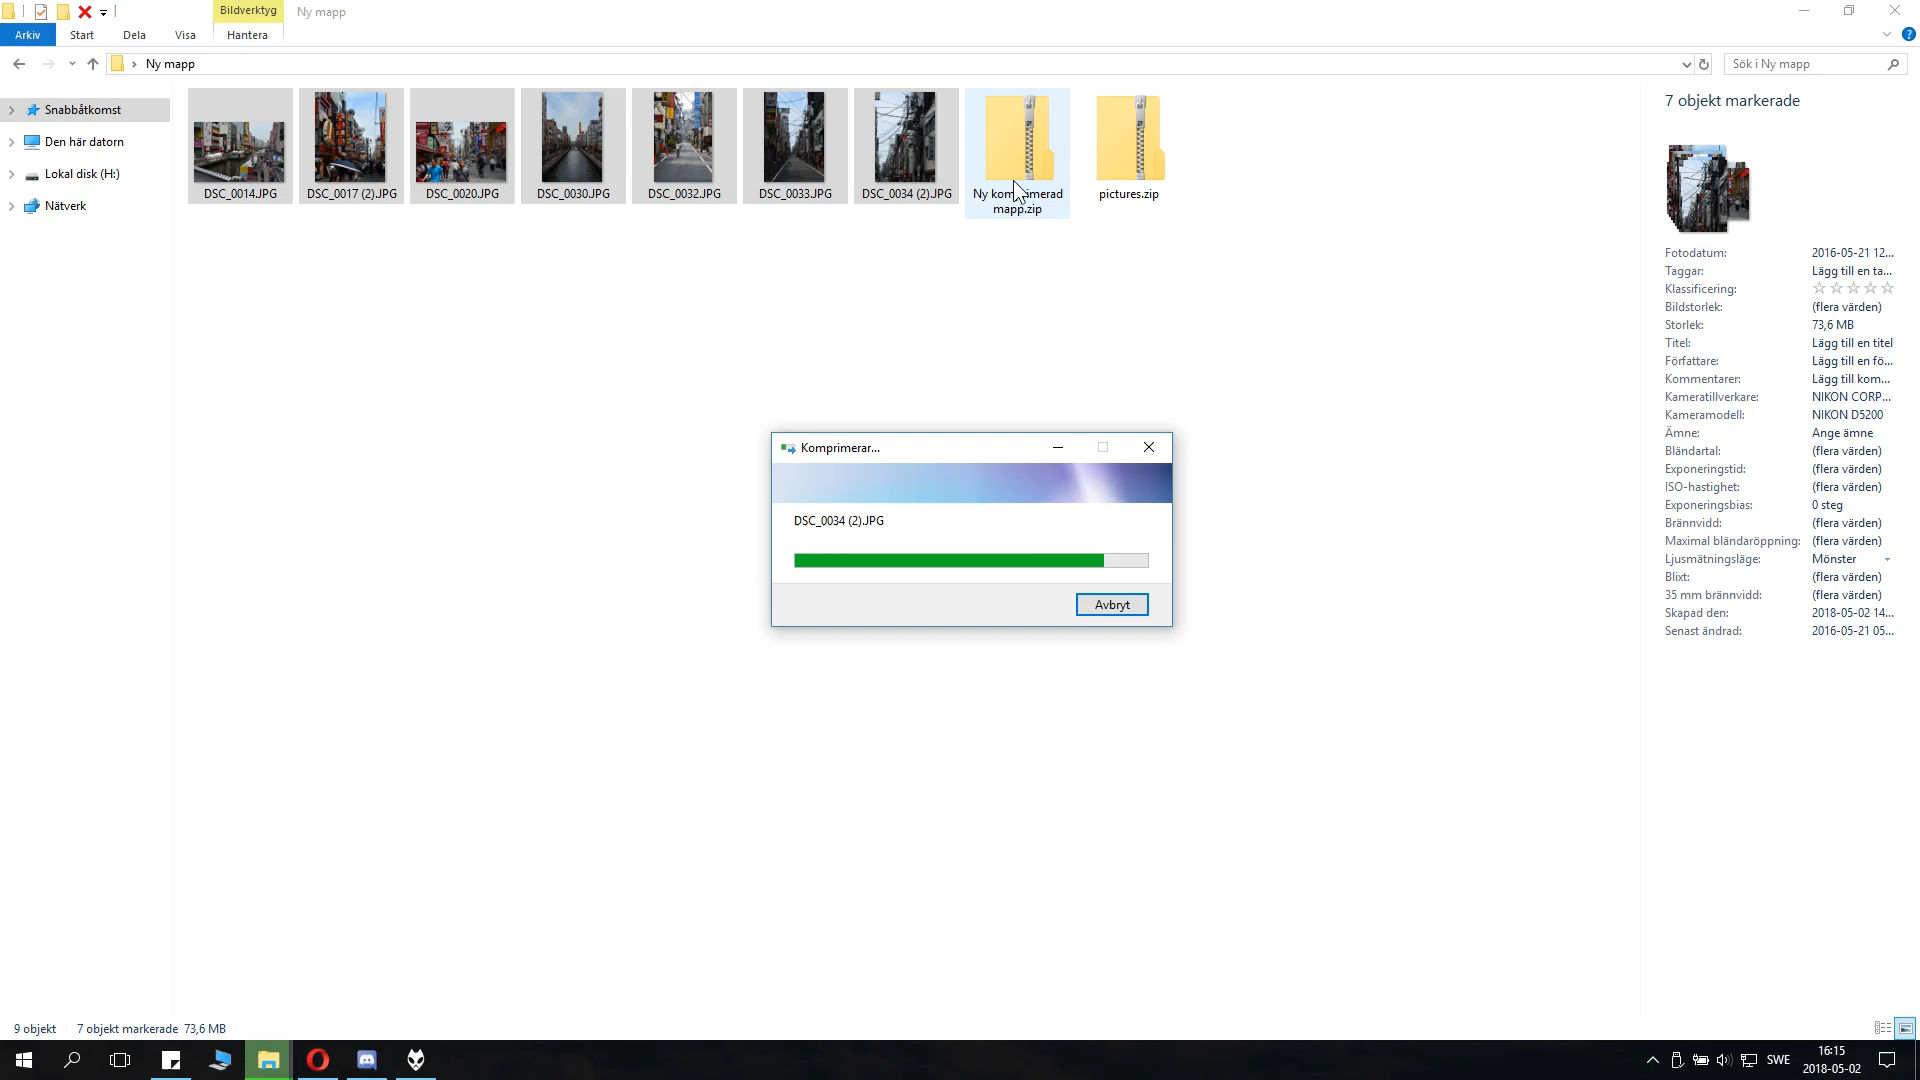 Bildverktyg
Ny mapp
Arkiv
Start
Dela
Visa
Hantera
Ny mapp
Sök i Ny mapp
Snabbåtkomst
Den här datorn
Lokal disk (H:)
Nätverk
DSC_0014.JPG
DSC_0017 (2).JPG
DSC_0020.JPG
DSC_0030.JPG
DSC_0032.JPG
DSC_0033.JPG
DSC_0034 (2).JPG
Ny komprimerad
mapp.zip
pictures.zip
7 objekt markerade
Fotodatum: 2016-05-21 12...
Taggar: Lägg till en ta...
Klassificering:
Bildstorlek: (flera värden)
Storlek: 73,6 MB
Titel: Lägg till en titel
Författare: Lägg till en fö...
Kommentarer: Lägg till kom...
Kameratillverkare: NIKON CORP...
Kameramodell: NIKON D5200
Ämne: Ange ämne
Bländartal: (flera värden)
Exponeringstid: (flera värden)
ISO-hastighet: (flera värden)
Exponeringsbias: 0 steg
Brännvidd: (flera värden)
Maximal bländaröppning: (flera värden)
Ljusmätningsläge: Mönster
Blixt: (flera värden)
35 mm brännvidd: (flera värden)
Skapad den: 2018-05-02 14...
Senast ändrad: 2016-05-21 05...
Komprimerar...
DSC_0034 (2).JPG
Avbryt
9 objekt
7 objekt markerade 73,6 MB
SWE
16:15
2018-05-02